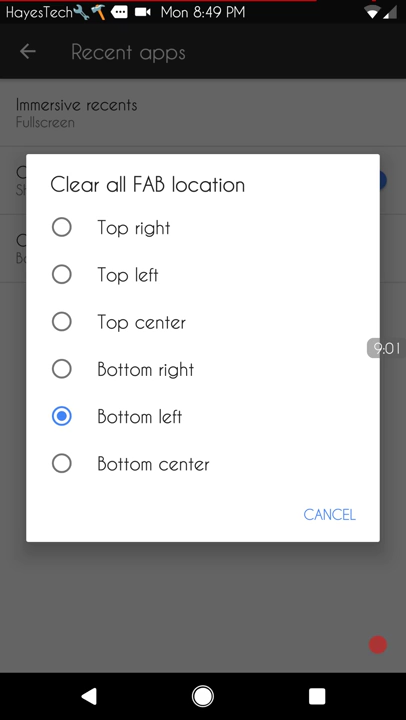 HayesTech🔧🔨 Mon 8:49 PM
Recent apps
Immersive recents
Fullscreen
Clear all FAB location
Top right
Top left
Top center
9:01
Bottom right
Bottom left
Bottom center
CANCEL